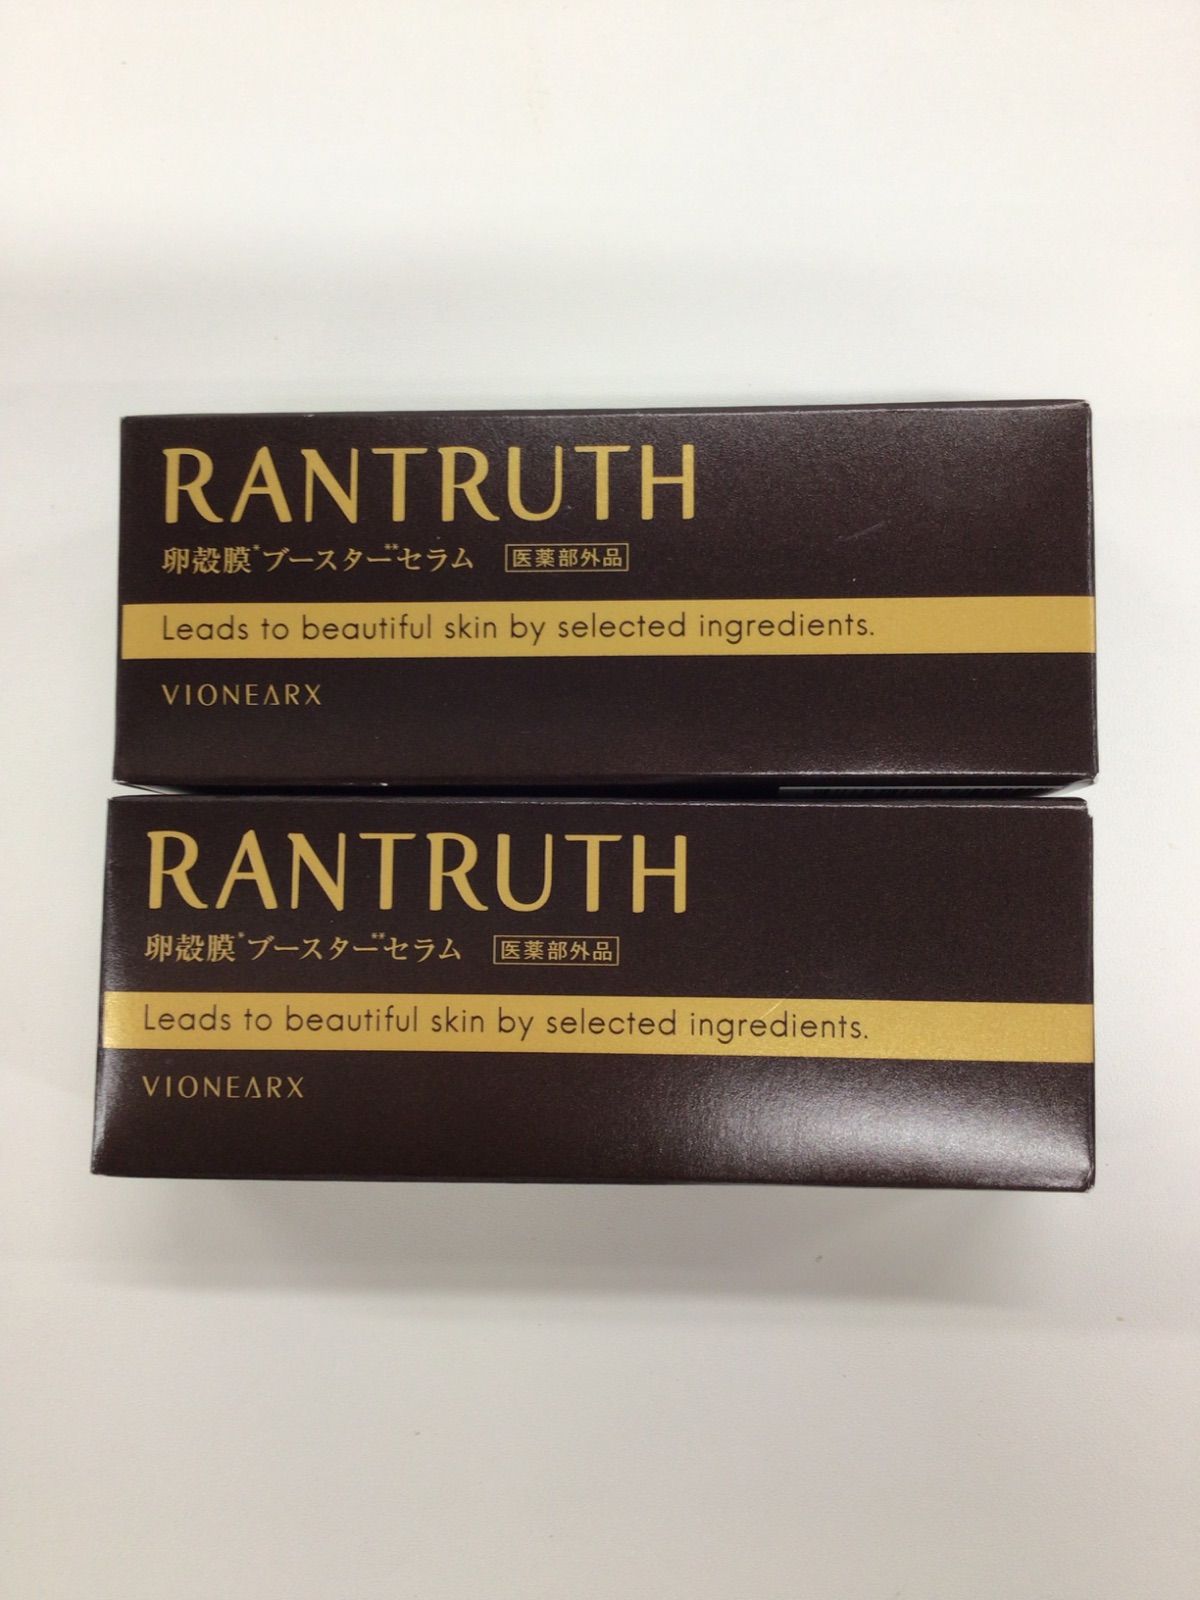 RANTRUTH
卵殻膜*ブースター**セラム 医薬部外品
Leads to beautiful skin by selected ingredients.
VIONEARX
RANTRUTH
卵殻膜*ブースター**セラム 医薬部外品
Leads to beautiful skin by selected ingredients.
VIONEARX